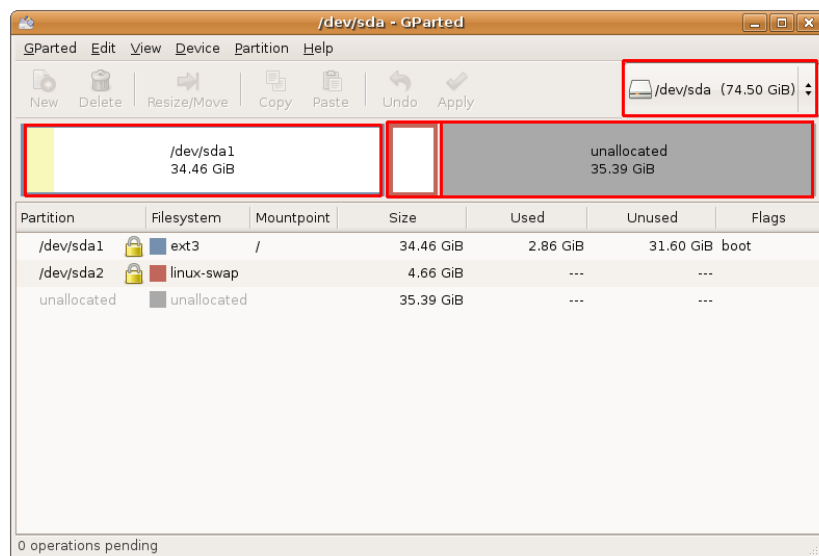 /dev/sda - GParted
GParted Edit View Device Partition Help
New Delete Resize/Move Copy Paste Undo Apply /dev/sda (74.50 GiB)
/dev/sda1 unallocated
34.46 GiB 35.39 GiB
Partition Filesystem Mountpoint Size Used Unused Flags
/dev/sda1 ext3 / 34.46 GiB 2.86 GiB 31.60 GiB boot
/dev/sda2 linux-swap 4.66 GiB --- ---
unallocated unallocated 35.39 GiB --- ---
0 operations pending